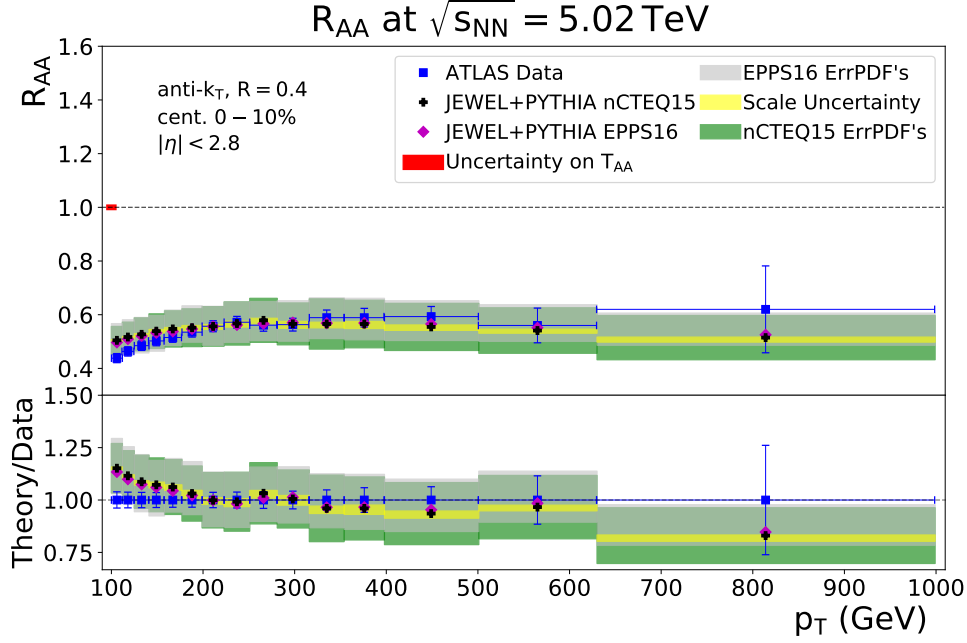 R_AA at √s_NN = 5.02 TeV
R_AA
1.6
1.4
1.2
1.0
0.8
0.6
0.4
anti-k_T, R = 0.4
cent. 0 − 10%
|η| < 2.8
ATLAS Data
JEWEL+PYTHIA nCTEQ15
JEWEL+PYTHIA EPPS16
Uncertainty on T_AA
EPPS16 ErrPDF's
Scale Uncertainty
nCTEQ15 ErrPDF's
Theory/Data
1.50
1.25
1.00
0.75
100 200 300 400 500 600 700 800 900 1000
p_T (GeV)